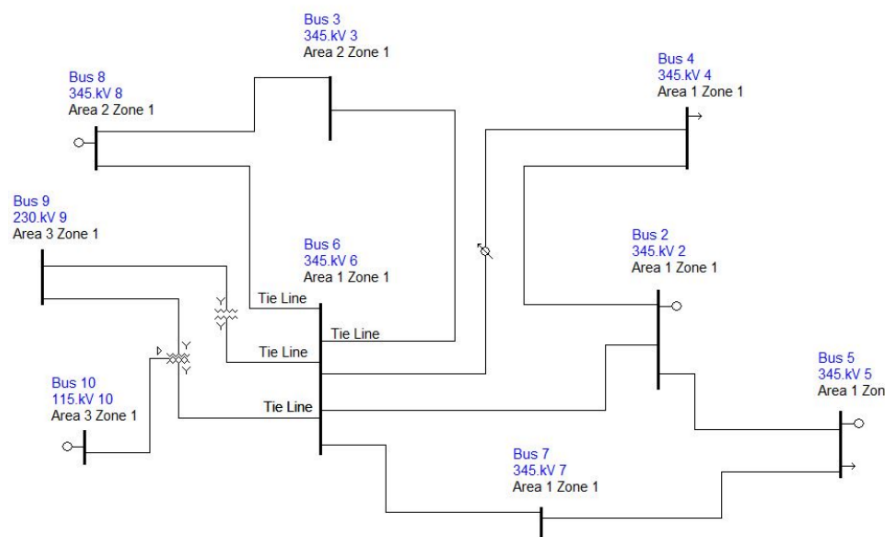 Bus 3
345.kV 3
Area 2 Zone 1
Bus 8
345.kV 8
Area 2 Zone 1
Bus 4
345.kV 4
Area 1 Zone 1
Bus 9
230.kV 9
Area 3 Zone 1
Bus 6
345.kV 6
Area 1 Zone 1
Bus 2
345.kV 2
Area 1 Zone 1
Tie Line
Tie Line
Tie Line
Tie Line
Bus 5
345.kV 5
Area 1 Zon
Bus 10
115.kV 10
Area 3 Zone 1
Bus 7
345.kV 7
Area 1 Zone 1